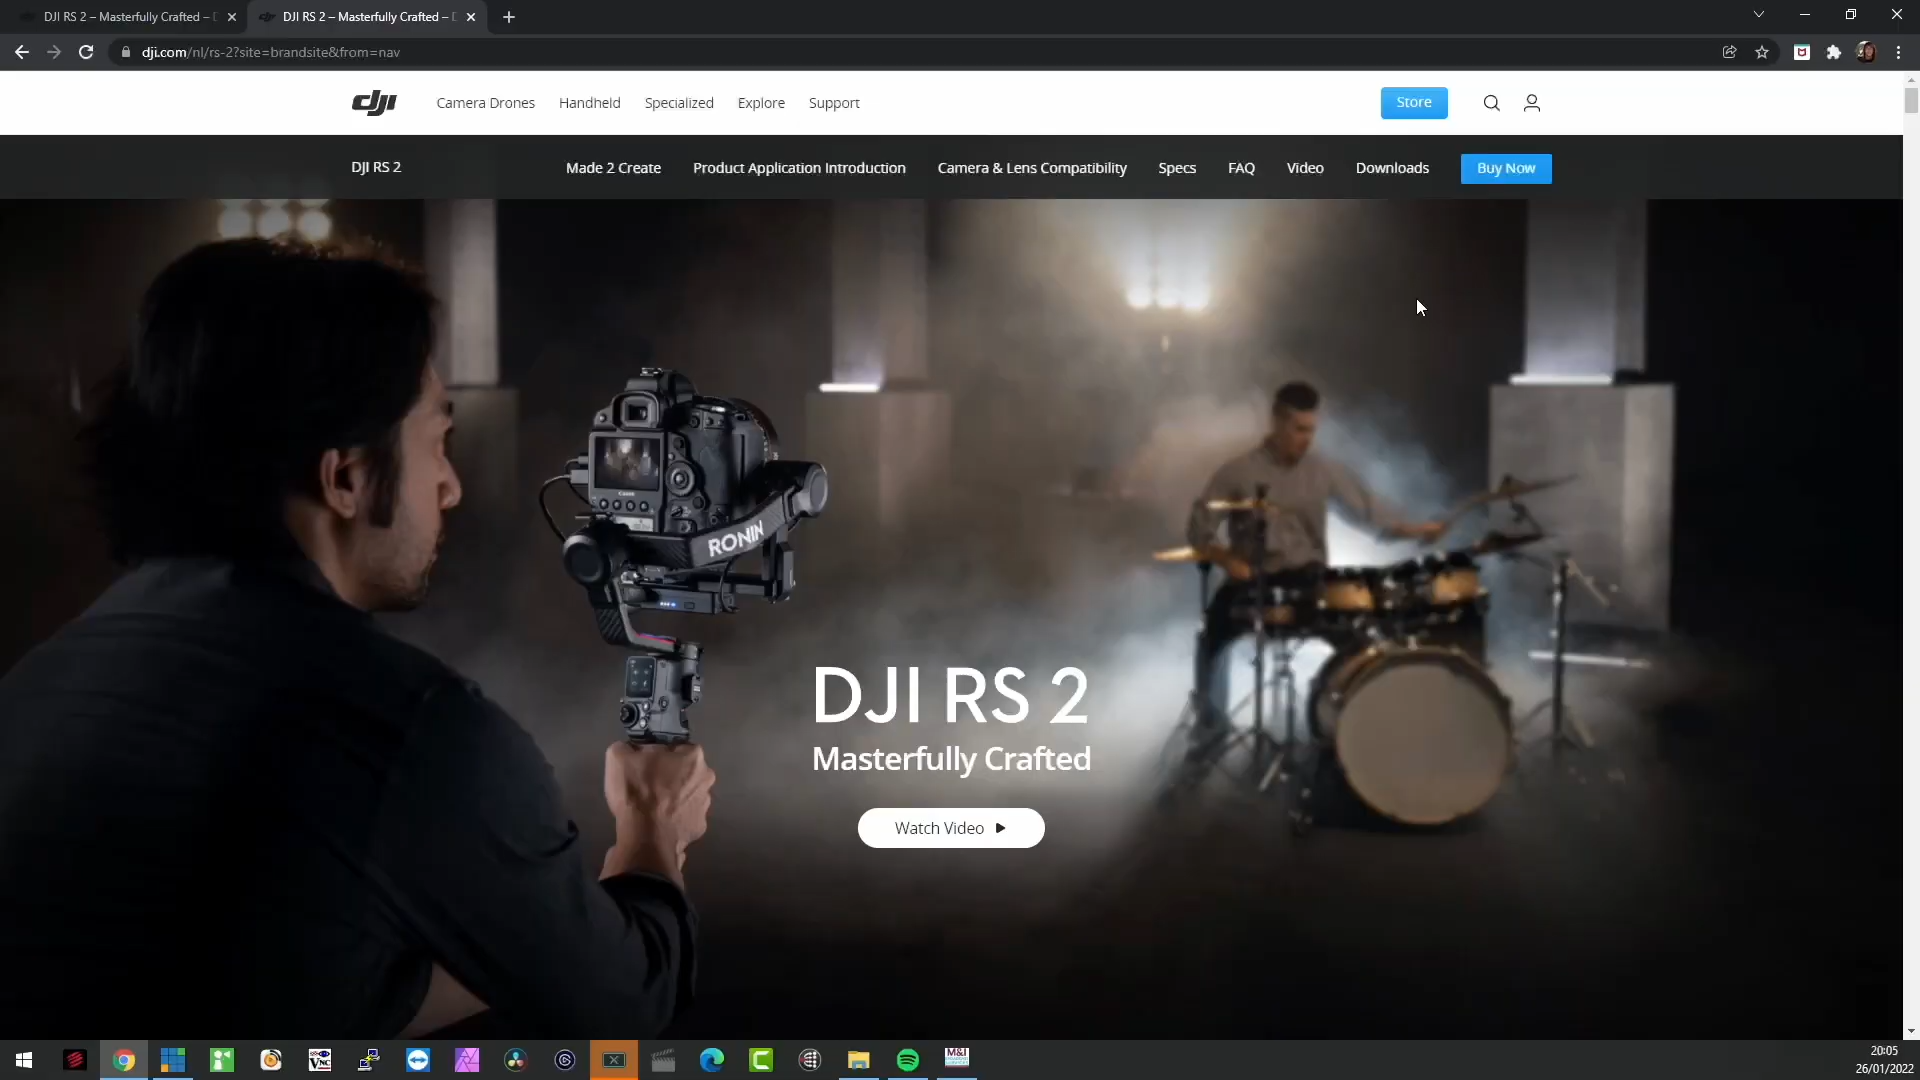 DJI RS 2 – Masterfully Crafted – D
DJI RS 2 – Masterfully Crafted – D
dji.com/nl/rs-2?site=brandsite&from=nav
dji
Camera Drones
Handheld
Specialized
Explore
Support
Store
DJI RS 2
Made 2 Create
Product Application Introduction
Camera & Lens Compatibility
Specs
FAQ
Video
Downloads
Buy Now
Canon
RONIN
DJI RS 2
Masterfully Crafted
Watch Video
VNC
M&I
20:05
26/01/2022